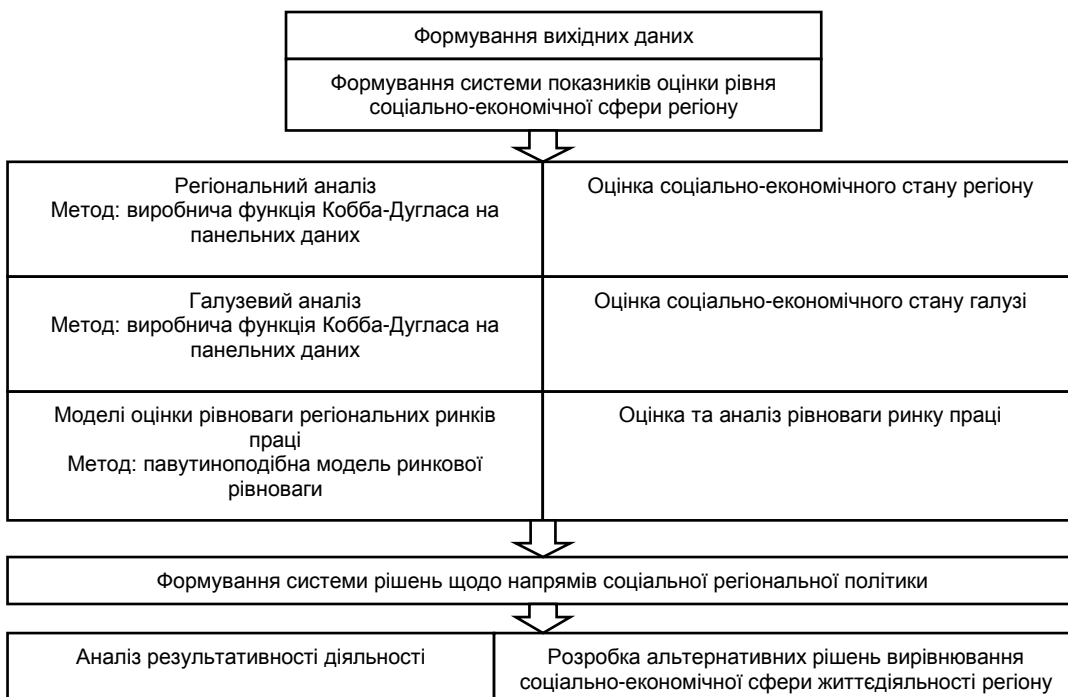 Формування вихідних даних
Формування системи показників оцінки рівня
соціально-економічної сфери регіону
Регіональний аналіз
Метод: виробнича функція Кобба-Дугласа на
панельних даних
Оцінка соціально-економічного стану регіону
Галузевий аналіз
Метод: виробнича функція Кобба-Дугласа на
панельних даних
Оцінка соціально-економічного стану галузі
Моделі оцінки рівноваги регіональних ринків
праці
Метод: павутиноподібна модель ринкової
рівноваги
Оцінка та аналіз рівноваги ринку праці
Формування системи рішень щодо напрямів соціальної регіональної політики
Аналіз результативності діяльності
Розробка альтернативних рішень вирівнювання
соціально-економічної сфери життєдіяльності регіону